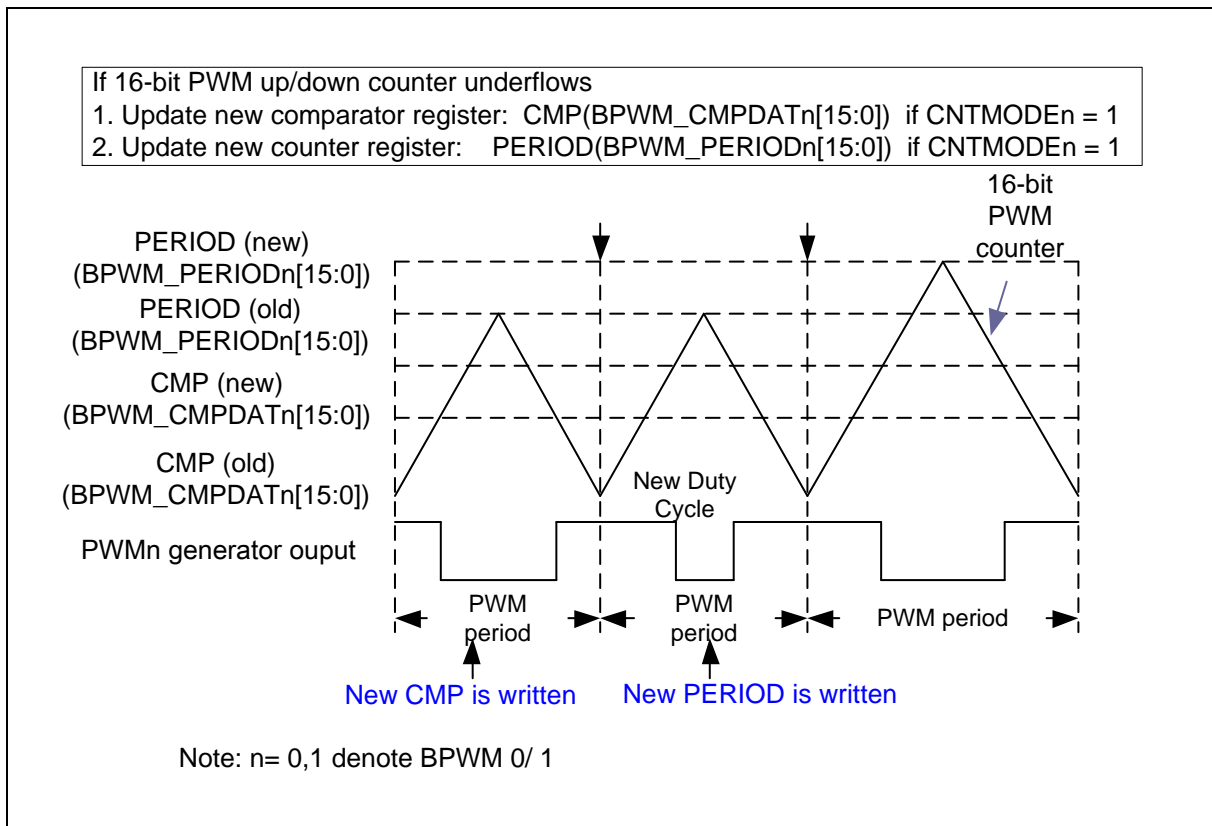 If 16-bit PWM up/down counter underflows
1. Update new comparator register: CMP(BPWM_CMPDATn[15:0]) if CNTMODEn = 1
2. Update new counter register: PERIOD(BPWM_PERIODn[15:0]) if CNTMODEn = 1
16-bit
PWM
counter
PERIOD (new)
(BPWM_PERIODn[15:0])
PERIOD (old)
(BPWM_PERIODn[15:0])
CMP (new)
(BPWM_CMPDATn[15:0])
CMP (old)
(BPWM_CMPDATn[15:0])
New Duty
Cycle
PWMn generator ouput
PWM
period
PWM
period
PWM period
New CMP is written
New PERIOD is written
Note: n= 0,1 denote BPWM 0/ 1